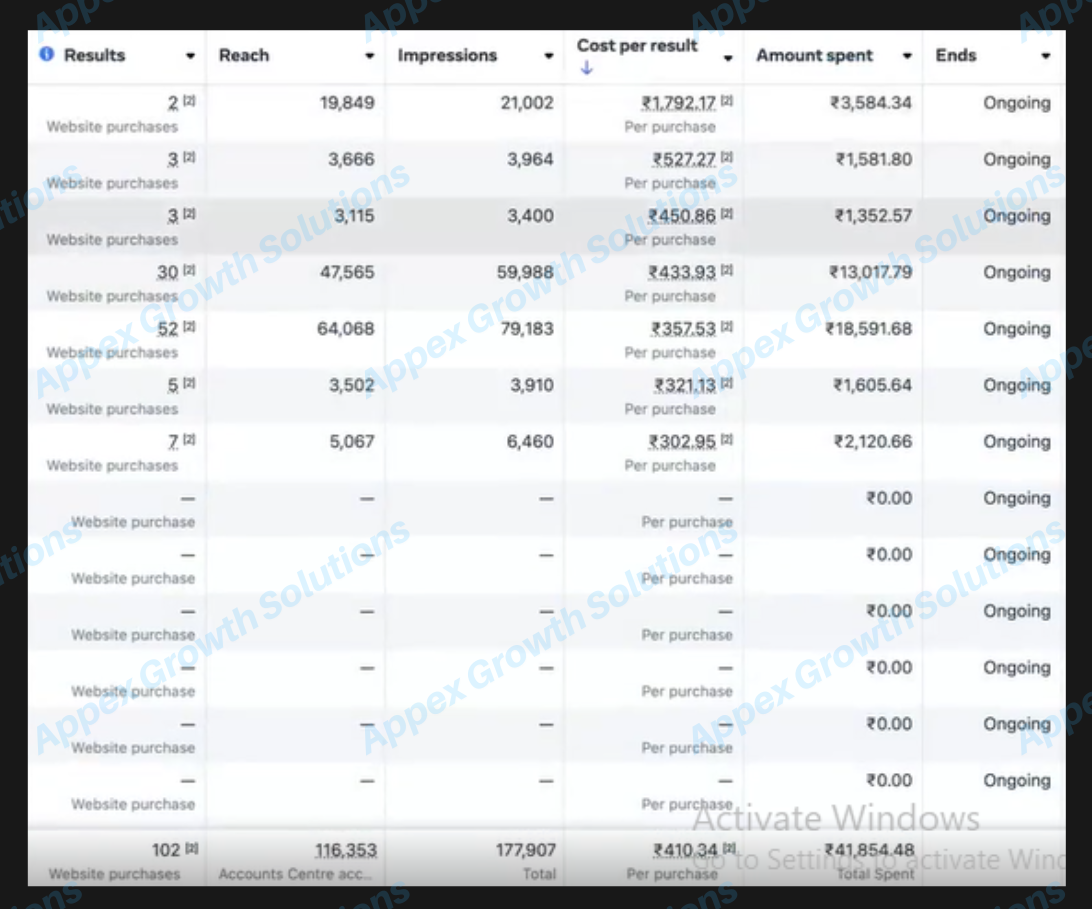 Results Reach Impressions Cost per result ↓ Amount spent Ends
2 [2] 19,849 21,002 ₹1,792.17 [2] ₹3,584.34 Ongoing
Website purchases Per purchase
3 [2] 3,666 3,964 ₹527.27 [2] ₹1,581.80 Ongoing
Website purchases Per purchase
3 [2] 3,115 3,400 ₹450.86 [2] ₹1,352.57 Ongoing
Website purchases Per purchase
30 [2] 47,565 59,988 ₹433.93 [2] ₹13,017.79 Ongoing
Website purchases Per purchase
52 [2] 64,068 79,183 ₹357.53 [2] ₹18,591.68 Ongoing
Website purchases Per purchase
5 [2] 3,502 3,910 ₹321.13 [2] ₹1,605.64 Ongoing
Website purchases Per purchase
7 [2] 5,067 6,460 ₹302.95 [2] ₹2,120.66 Ongoing
Website purchases Per purchase
— — — — ₹0.00 Ongoing
Website purchase Per purchase
— — — — ₹0.00 Ongoing
Website purchase Per purchase
— — — — ₹0.00 Ongoing
Website purchase Per purchase
— — — — ₹0.00 Ongoing
Website purchase Per purchase
— — — — ₹0.00 Ongoing
Website purchase Per purchase
— — — — ₹0.00 Ongoing
Website purchase Per purchase
Activate Windows
102 [2] 116,353 177,907 ₹410.34 [2] ₹41,854.48
Go to Settings to activate Wind
Website purchases Accounts Centre acc... Total Per purchase Total Spent
Appex Growth Solutions